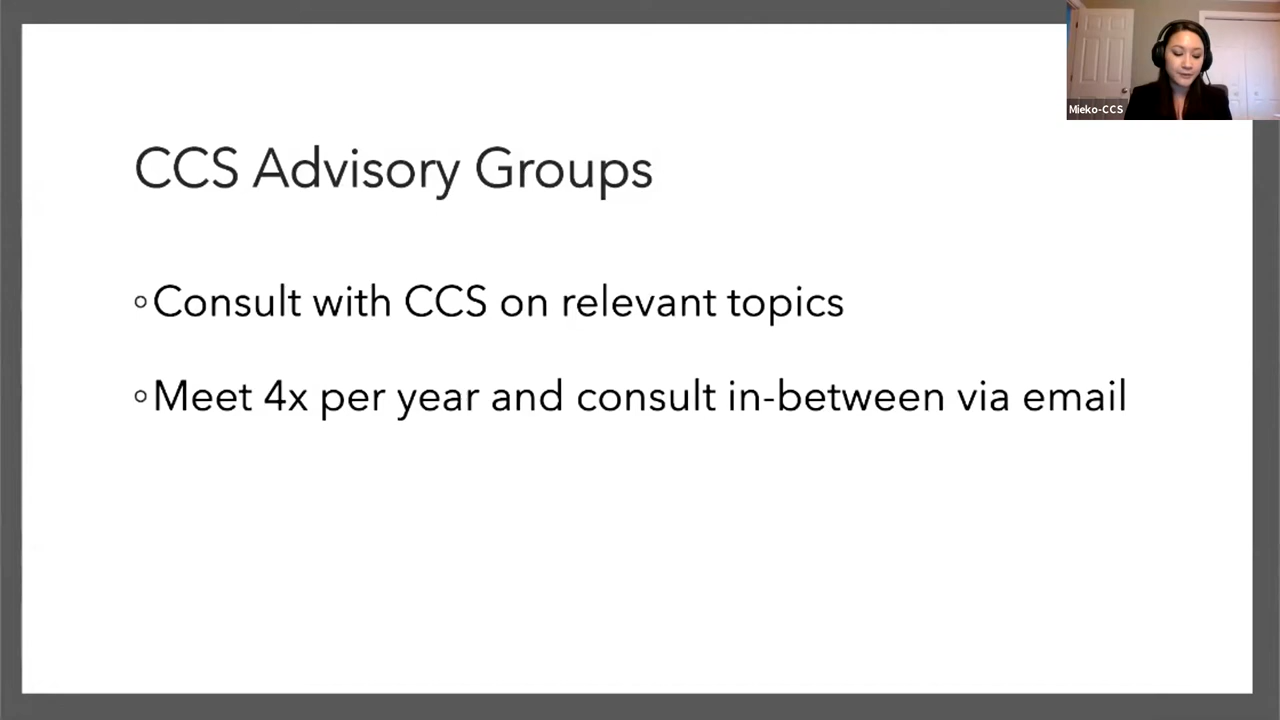 Mieko-CCS
CCS Advisory Groups
Consult with CCS on relevant topics
Meet 4x per year and consult in-between via email